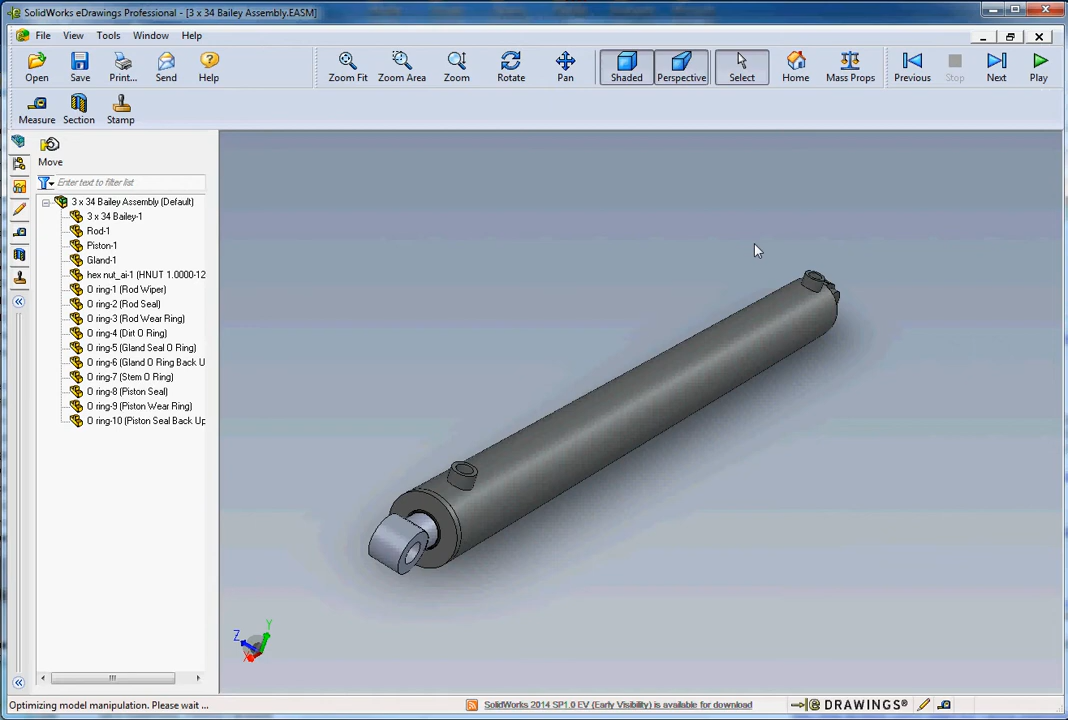 SolidWorks eDrawings Professional - [3 x 34 Bailey Assembly.EASM]
File View Tools Window Help
Open Save Print... Send Help Zoom Fit Zoom Area Zoom Rotate Pan Shaded Perspective Select Home Mass Props Previous Stop Next Play
Measure Section Stamp
Move
Enter text to filter list
3 x 34 Bailey Assembly (Default)
3 x 34 Bailey-1
Rod-1
Piston-1
Gland-1
hex nut_ai-1 (HNUT 1.0000-12
O ring-1 (Rod Wiper)
O ring-2 (Rod Seal)
O ring-3 (Rod Wear Ring)
O ring-4 (Dirt O Ring)
O ring-5 (Gland Seal O Ring)
O ring-6 (Gland O Ring Back U
O ring-7 (Stem O Ring)
O ring-8 (Piston Seal)
O ring-9 (Piston Wear Ring)
O ring-10 (Piston Seal Back Up
Y
Z
X
Optimizing model manipulation. Please wait ... SolidWorks 2014 SP1.0 EV (Early Visibility) is available for download DRAWINGS®